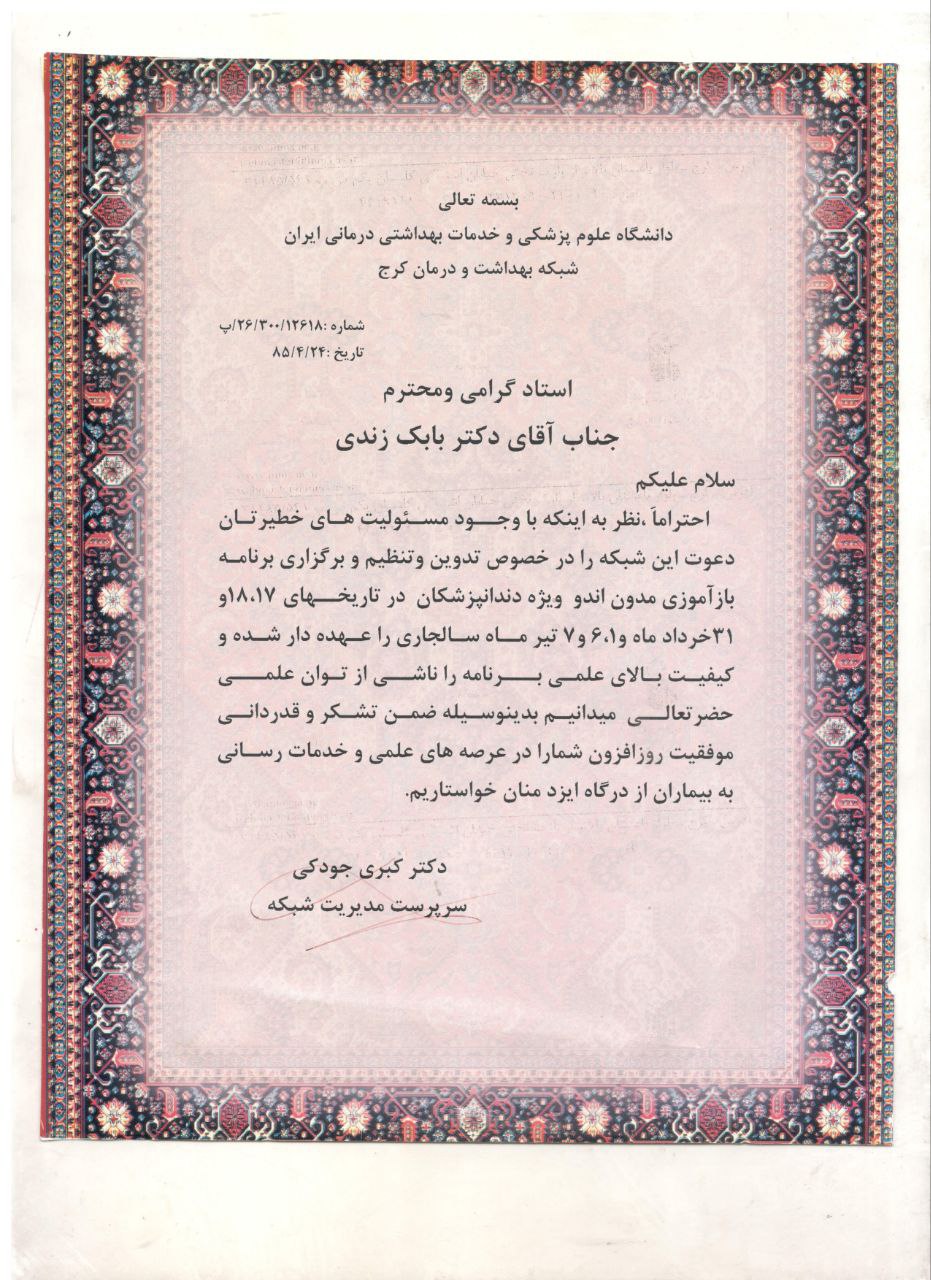 بسمه تعالی
دانشگاه علوم پزشکی و خدمات بهداشتی درمانی ایران
شبکه بهداشت و درمان کرج
شماره :۲۶/۳۰۰/۱۲۶۱۸/پ
تاریخ :۸۵/۴/۲۴
استاد گرامی ومحترم
جناب آقای دکتر بابک زندی
سلام علیکم
احتراماً ،نظر به اینکه با وجود مسئولیت های خطیرتان
دعوت این شبکه را در خصوص تدوین وتنظیم و برگزاری برنامه
بازآموزی مدون اندو ویژه دندانپزشکان در تاریخهای ۱۸،۱۷و
۳۱خرداد ماه و۶،۱ و۷ تیر ماه سالجاری را عهده دار شده و
کیفیت بالای علمی برنامه را ناشی از توان علمی
حضرتعالی میدانیم بدینوسیله ضمن تشکر و قدردانی
موفقیت روزافزون شمارا در عرصه های علمی و خدمات رسانی
به بیماران از درگاه ایزد منان خواستاریم.
دکتر کبری جودکی
سرپرست مدیریت شبکه